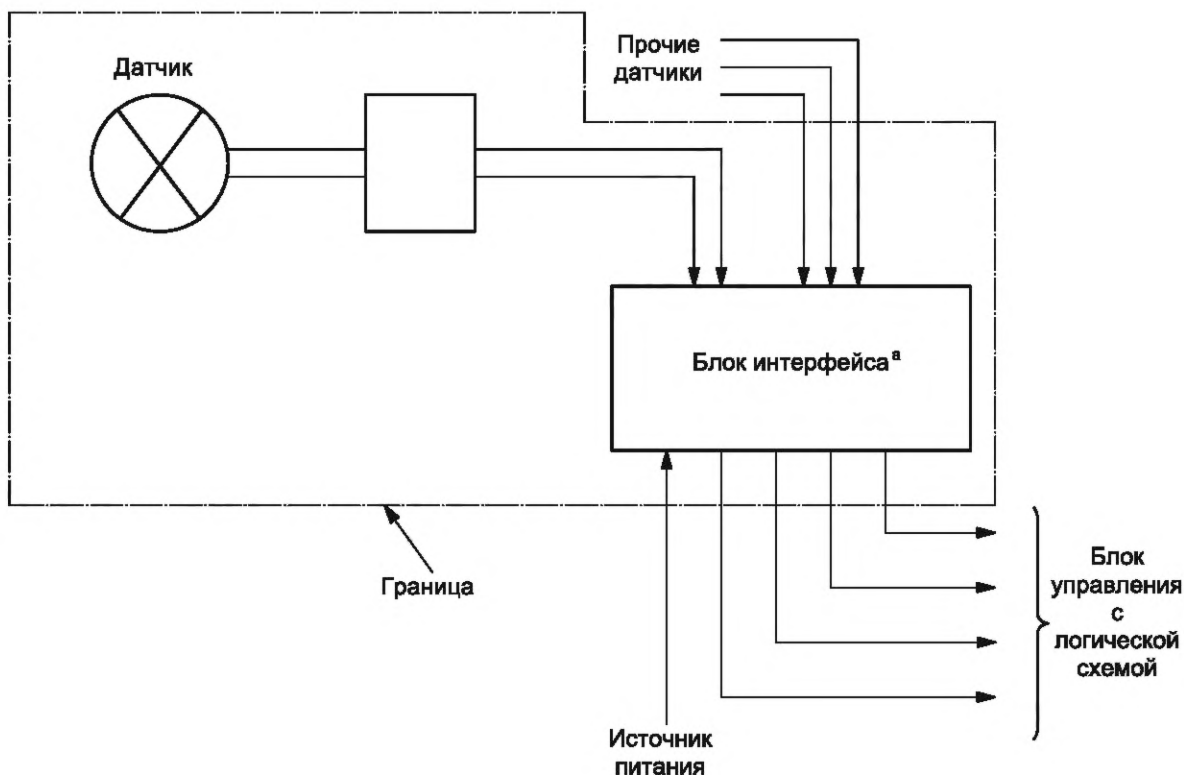 Датчик
Прочие
датчики
Блок интерфейса а
Граница
Источник
питания
Блок
управления
с
логической
схемой